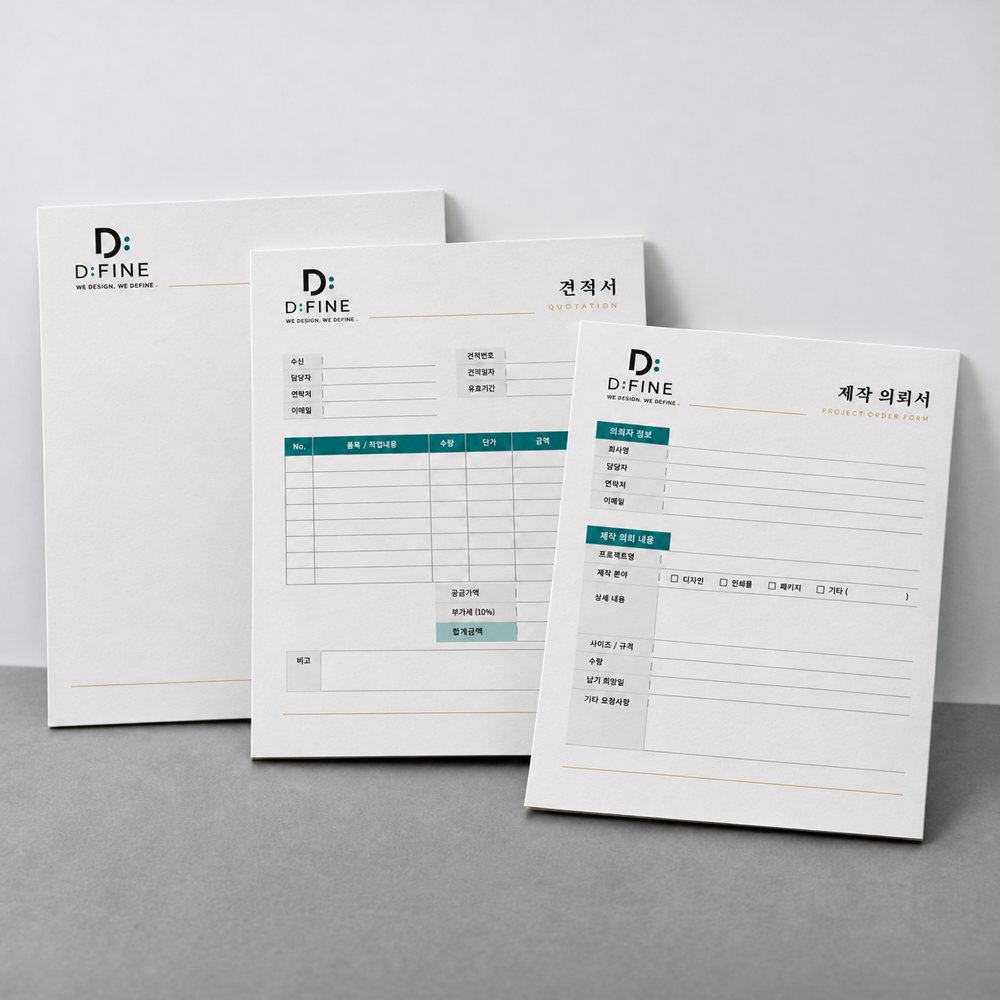 D:
D:FINE
WE DESIGN. WE DEFINE.
D:
D:FINE
WE DESIGN. WE DEFINE.
견적서
QUOTATION
수신
담당자
연락처
이메일
견적번호
견적일자
유효기간
No. 품목 / 작업내용 수량 단가 금액
공급가액
부가세 (10%)
합계금액
비고
D:
D:FINE
WE DESIGN. WE DEFINE.
제작 의뢰서
PROJECT ORDER FORM
의뢰자 정보
회사명
담당자
연락처
이메일
제작 의뢰 내용
프로젝트명
제작 분야 □ 디자인 □ 인쇄물 □ 패키지 □ 기타 ( )
상세 내용
사이즈 / 규격
수량
납기 희망일
기타 요청사항